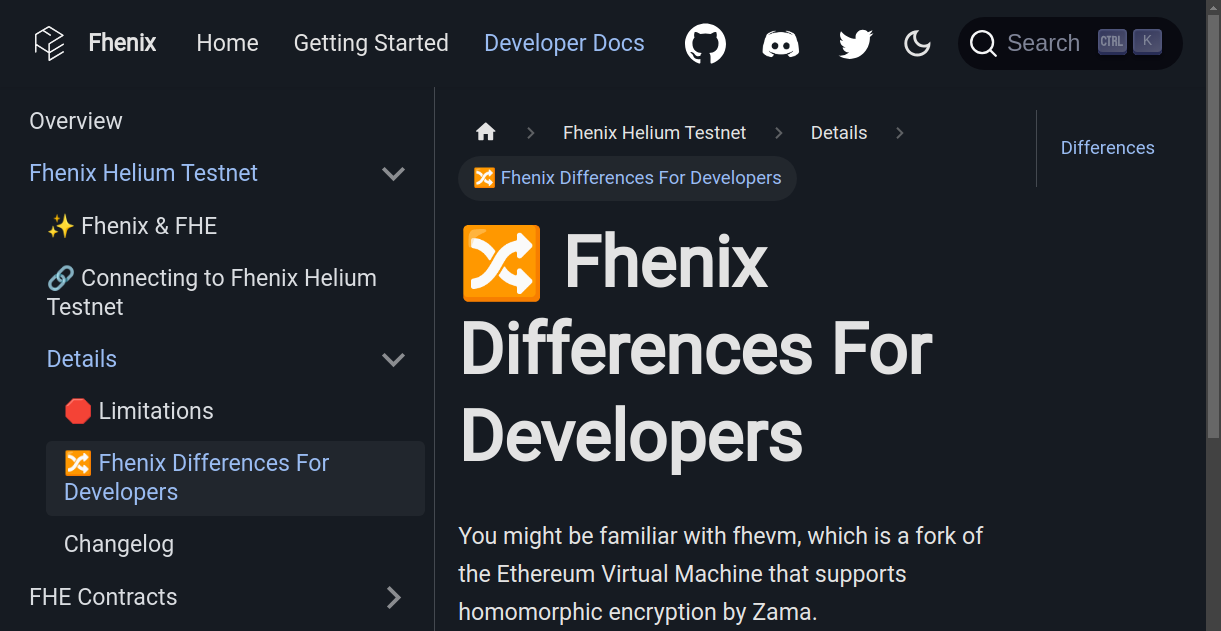 Fhenix Home Getting Started Developer Docs Search CTRL K
Overview
Fhenix Helium Testnet
✨ Fhenix & FHE
🔗 Connecting to Fhenix Helium
Testnet
Details
🛑 Limitations
🔀 Fhenix Differences For
Developers
Changelog
FHE Contracts
Fhenix Helium Testnet Details
🔀 Fhenix Differences For Developers
🔀 Fhenix
Differences For
Developers
You might be familiar with fhevm, which is a fork of
the Ethereum Virtual Machine that supports
homomorphic encryption by Zama.
Differences